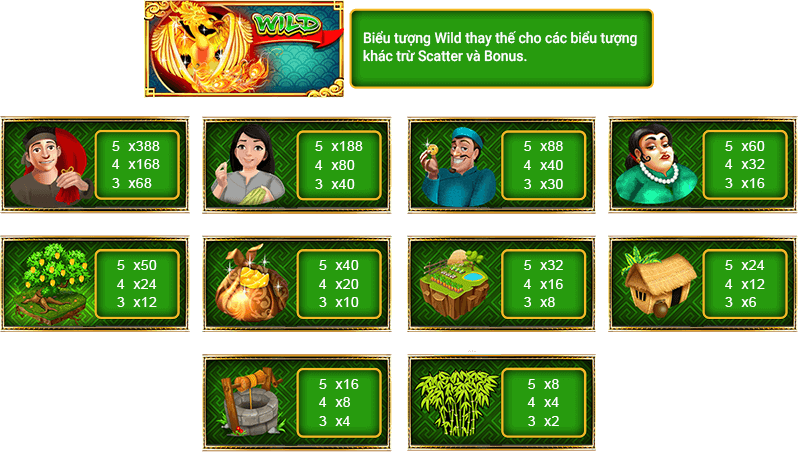 WILD
Biểu tượng Wild thay thế cho các biểu tượng
khác trừ Scatter và Bonus.
5 x388
4 x168
3 x68
5 x188
4 x80
3 x40
5 x88
4 x40
3 x30
5 x60
4 x32
3 x16
5 x50
4 x24
3 x12
5 x40
4 x20
3 x10
5 x32
4 x16
3 x8
5 x24
4 x12
3 x6
5 x16
4 x8
3 x4
5 x8
4 x4
3 x2